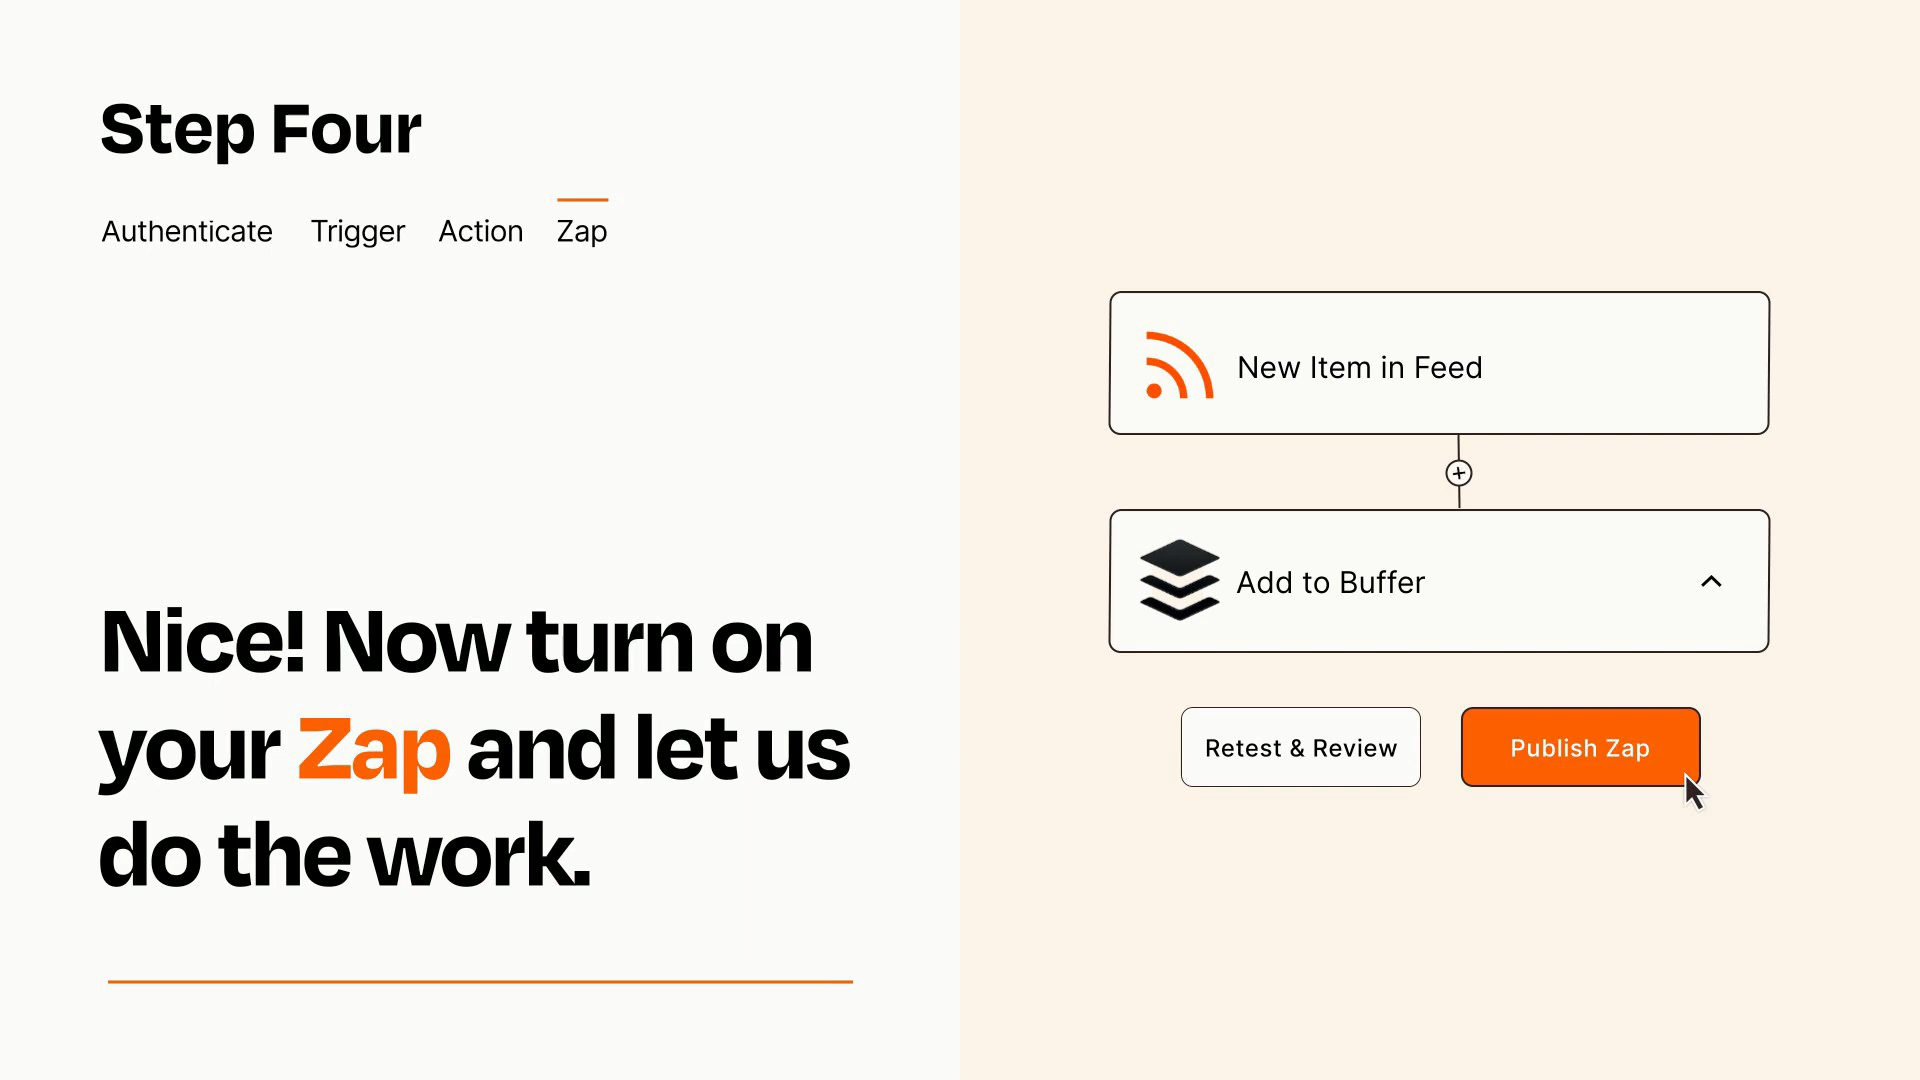 Step Four
Authenticate Trigger Action Zap
Nice! Now turn on
your Zap and let us
do the work.
New Item in Feed
Add to Buffer
Retest & Review
Publish Zap